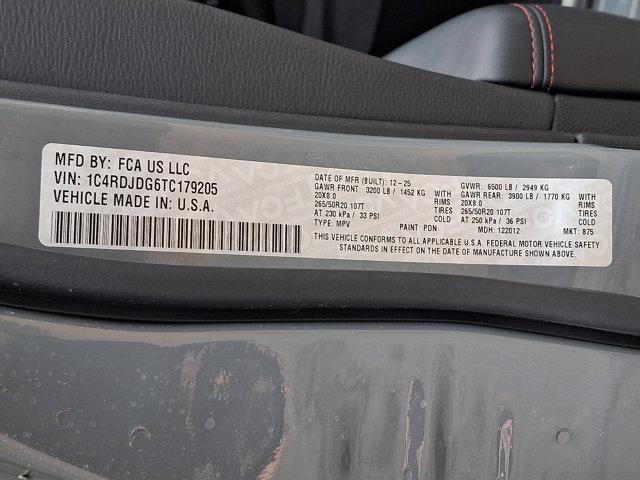 MFD BY: FCA US LLC
VIN: 1C4RDJDG6TC179205
VEHICLE MADE IN: U.S.A.
DATE OF MFR (BUILT): 12-25
GAWR FRONT: 3200 LB / 1452 KG WITH
20X8.0 RIMS
265/50R20 107T TIRES
AT 230 kPa / 33 PSI COLD
TYPE: MPV PAINT: PDN
GVWR: 6500 LB / 2949 KG
GAWR REAR: 3900 LB / 1770 KG WITH
20X8.0 RIMS
265/50R20 107T TIRES
AT 250 kPa / 36 PSI COLD
MDH: 122012 MKT: 875
THIS VEHICLE CONFORMS TO ALL APPLICABLE U.S.A. FEDERAL MOTOR VEHICLE SAFETY
STANDARDS IN EFFECT ON THE DATE OF MANUFACTURE SHOWN ABOVE.